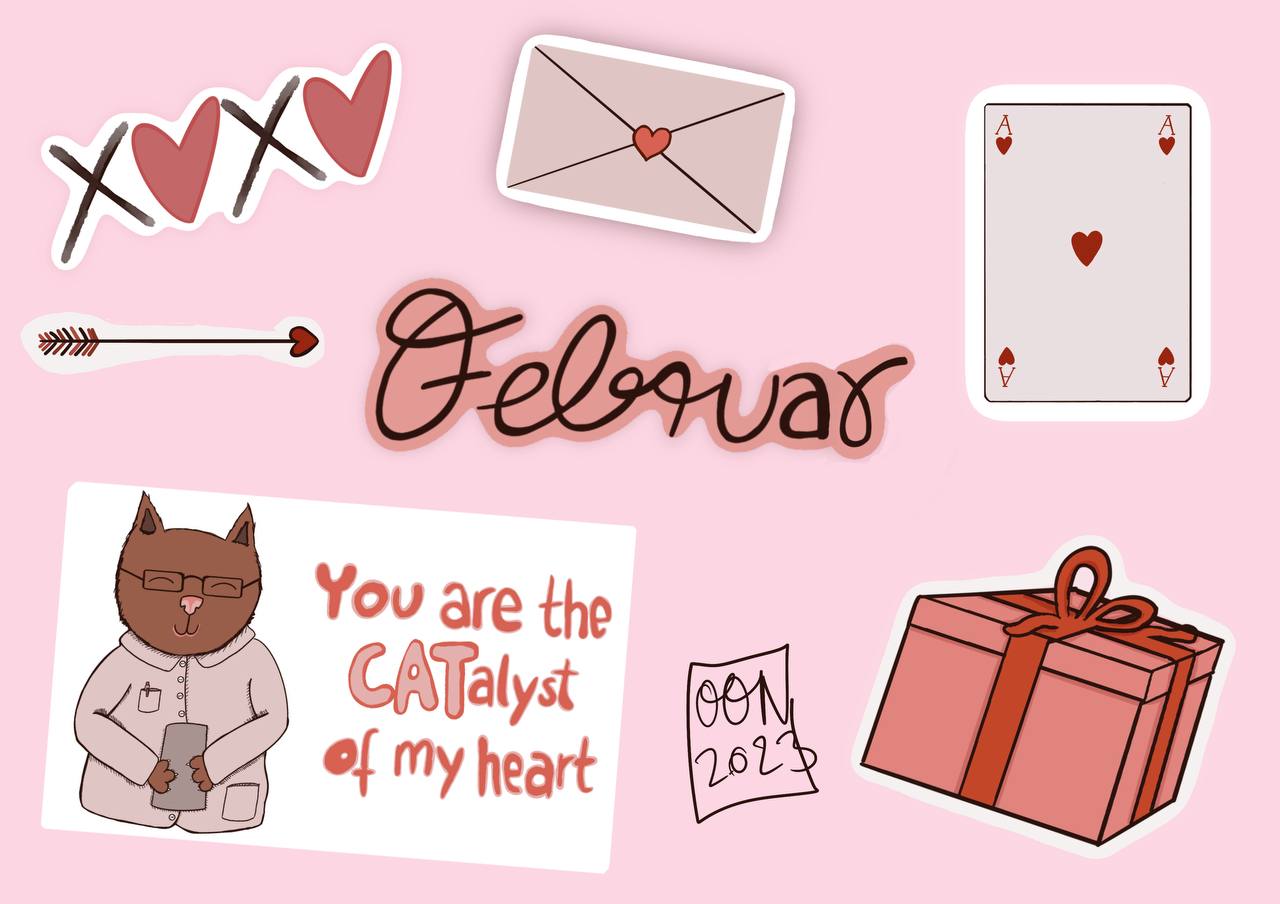 XOXO
A A
Februar
A A
You are the
CATalyst
of my heart
OON
2023